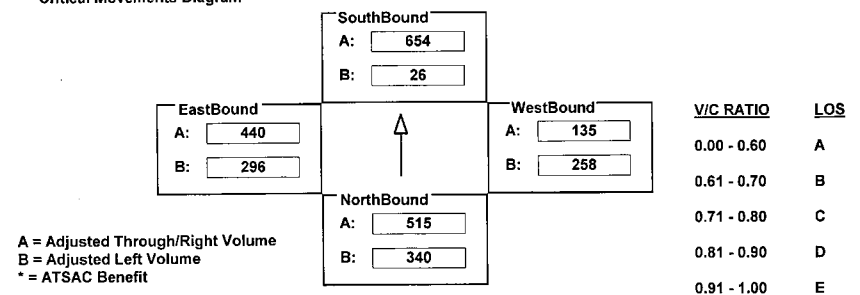 Critical Movements Diagram
SouthBound
A: 654
B: 26
EastBound
A: 440
B: 296
WestBound
A: 135
B: 258
NorthBound
A: 515
B: 340
A = Adjusted Through/Right Volume
B = Adjusted Left Volume
* = ATSAC Benefit
V/C RATIO LOS
0.00 - 0.60 A
0.61 - 0.70 B
0.71 - 0.80 C
0.81 - 0.90 D
0.91 - 1.00 E